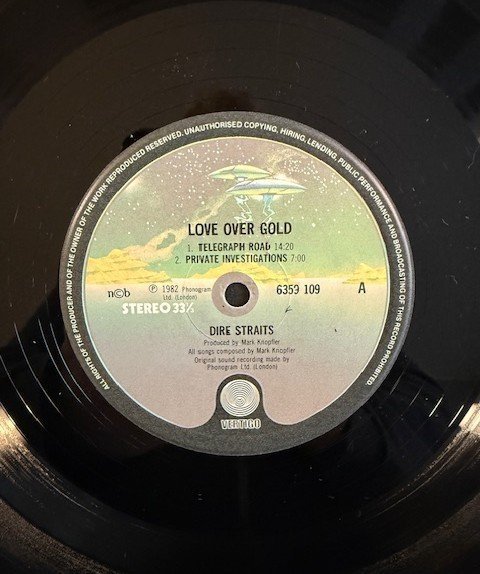 ALL RIGHTS OF THE PRODUCER AND OF THE OWNER OF THE WORK REPRODUCED RESERVED. UNAUTHORISED COPYING, HIRING, LENDING, PUBLIC PERFORMANCE AND BROADCASTING OF THIS RECORD PROHIBITED.
LOVE OVER GOLD
1. TELEGRAPH ROAD 14:20
2. PRIVATE INVESTIGATIONS 7:00
n©b ℗ 1982 Phonogram Ltd. (London)
6359 109 A
STEREO 33⅓
DIRE STRAITS
Produced by Mark Knopfler
All songs composed by Mark Knopfler
Original sound recording made by
Phonogram Ltd. (London)
VERTIGO